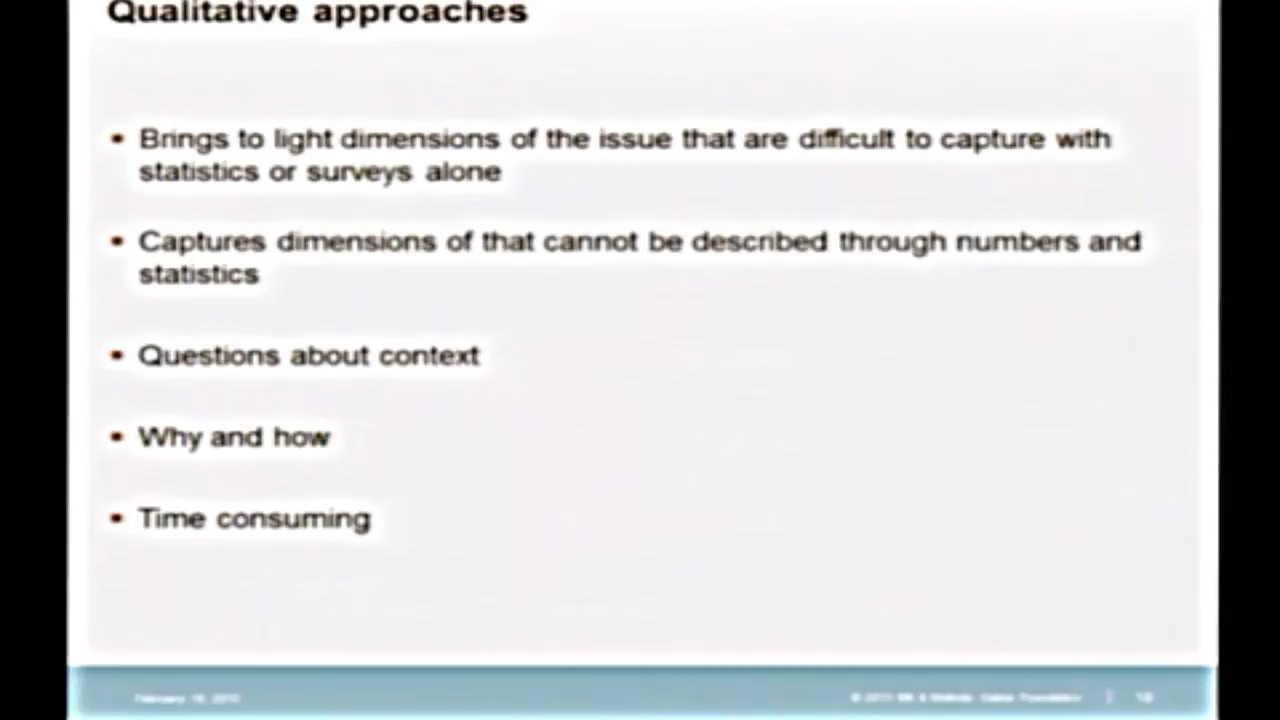 Qualitative approaches
Brings to light dimensions of the issue that are difficult to capture with
statistics or surveys alone
Captures dimensions of that cannot be described through numbers and
statistics
Questions about context
Why and how
Time consuming
February
Foundation